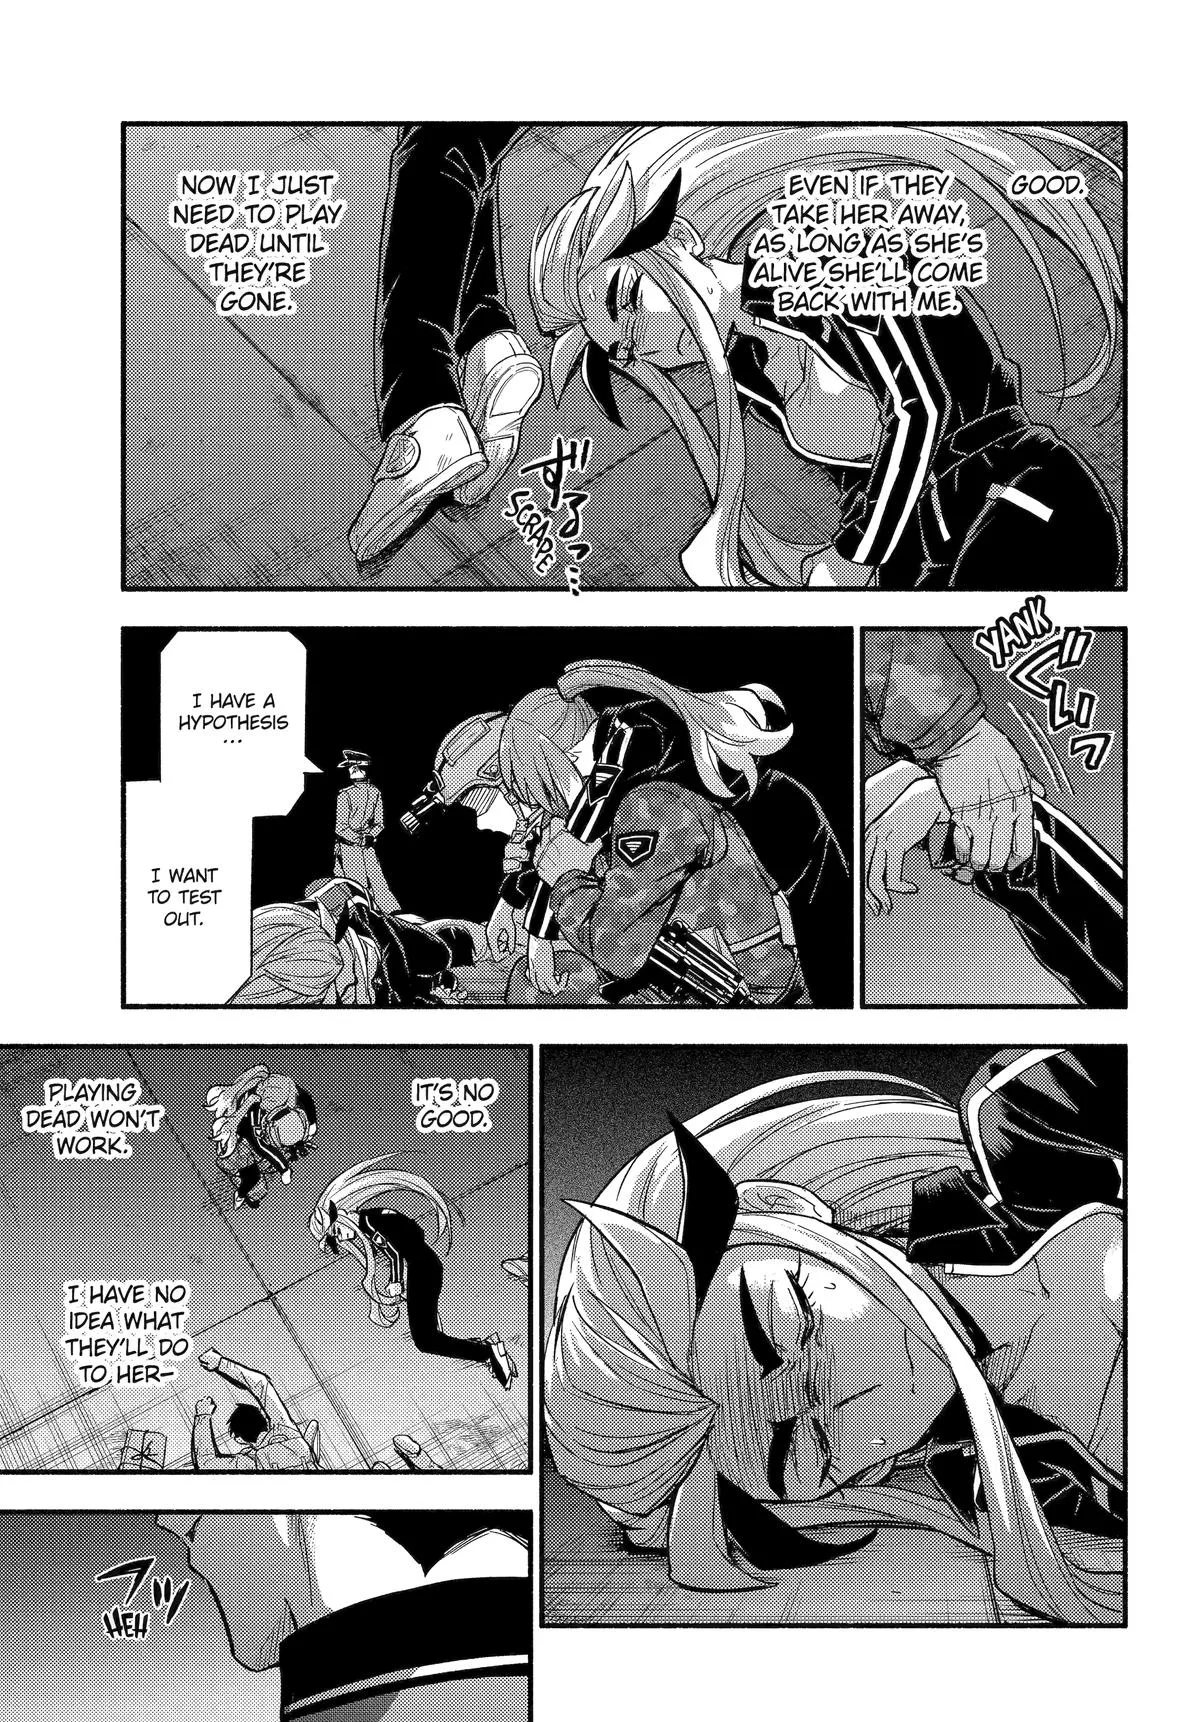 GOOD.
EVEN IF THEY
TAKE HER AWAY,
AS LONG AS SHE'S
ALIVE SHE'LL COME
BACK WITH ME.
NOW I JUST
NEED TO PLAY
DEAD UNTIL
THEY'RE
GONE.
ずるっ…
SCRAPE
YANK
ぐいっ
I HAVE A
HYPOTHESIS
...
I WANT
TO TEST
OUT.
IT'S NO
GOOD.
PLAYING
DEAD WON'T
WORK.
I HAVE NO
IDEA WHAT
THEY'LL DO
TO HER-
フッ
HEH